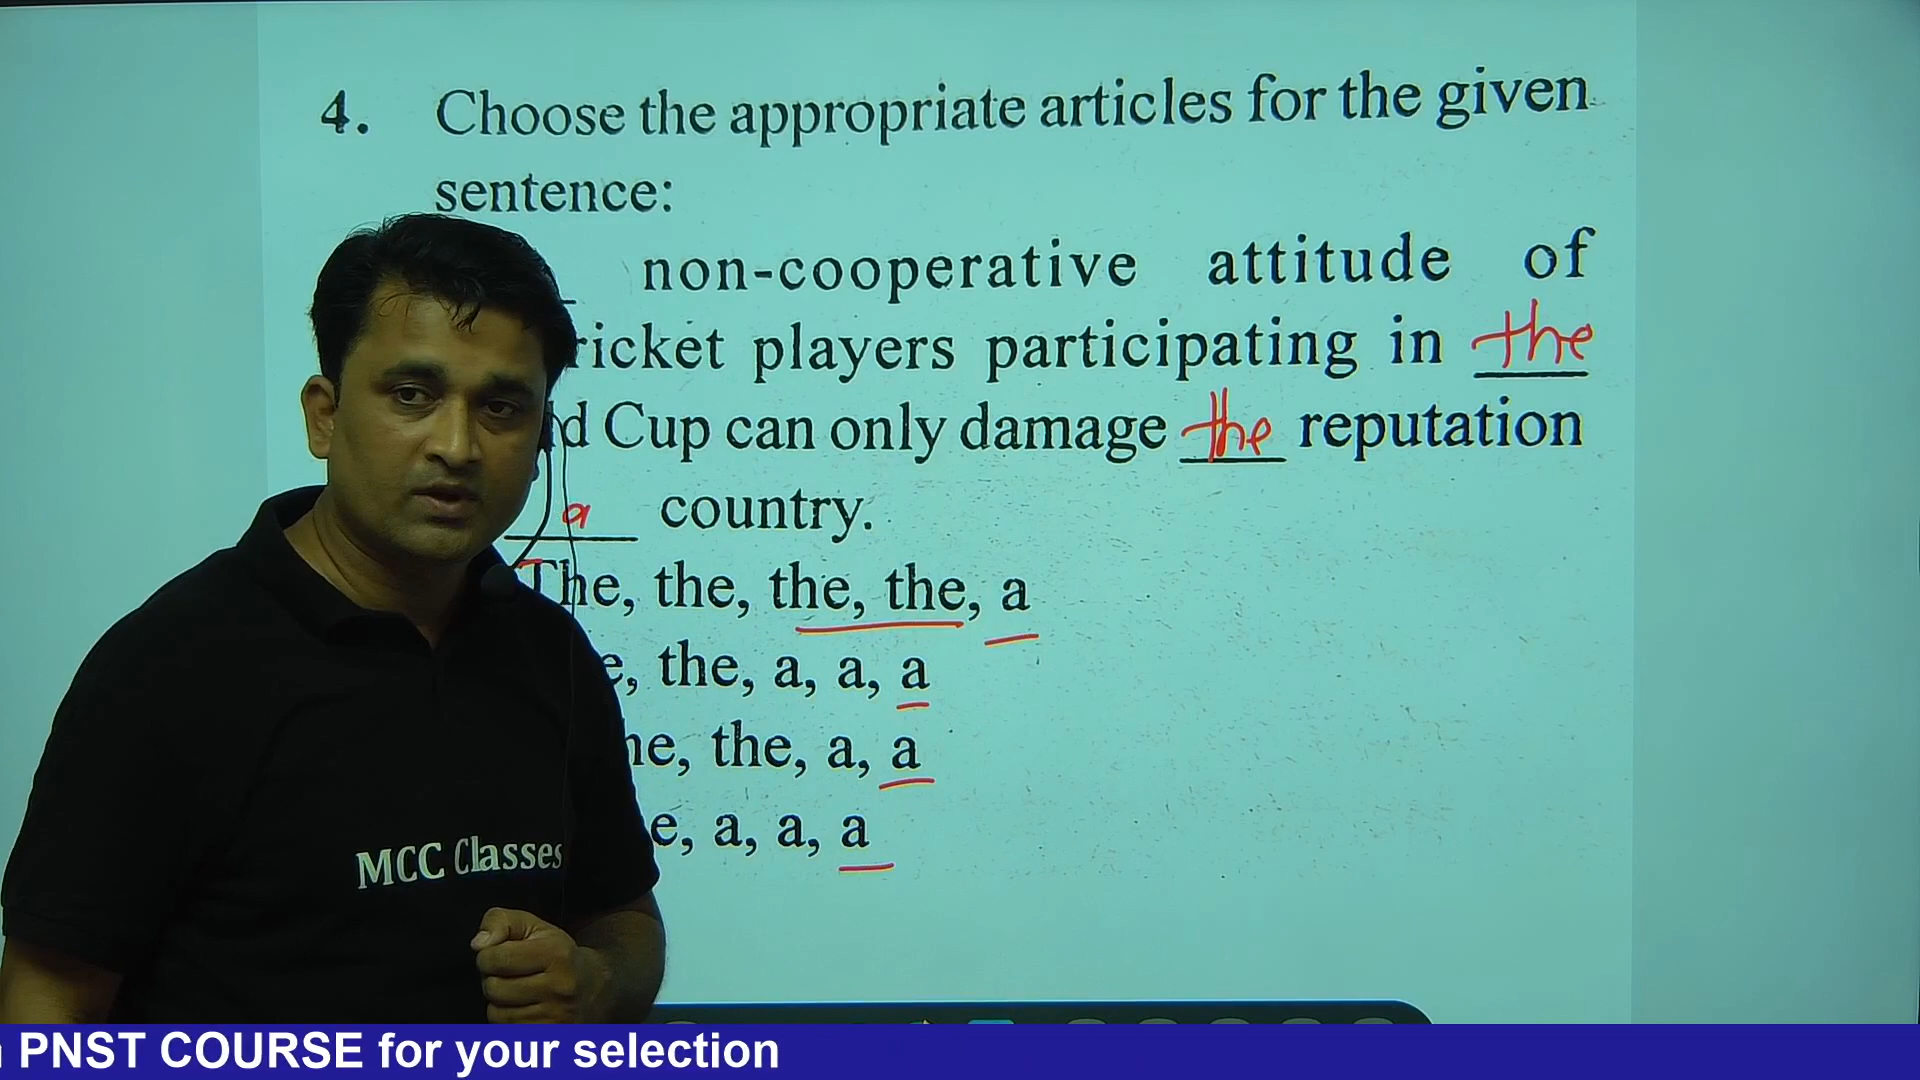 4. Choose the appropriate articles for the given
sentence:
non-cooperative attitude of
ricket players participating in the
d Cup can only damage the reputation
a country.
The, the, the, the, a
e, the, a, a, a
he, the, a, a
e, a, a, a
MCC Classes
PNST COURSE for your selection